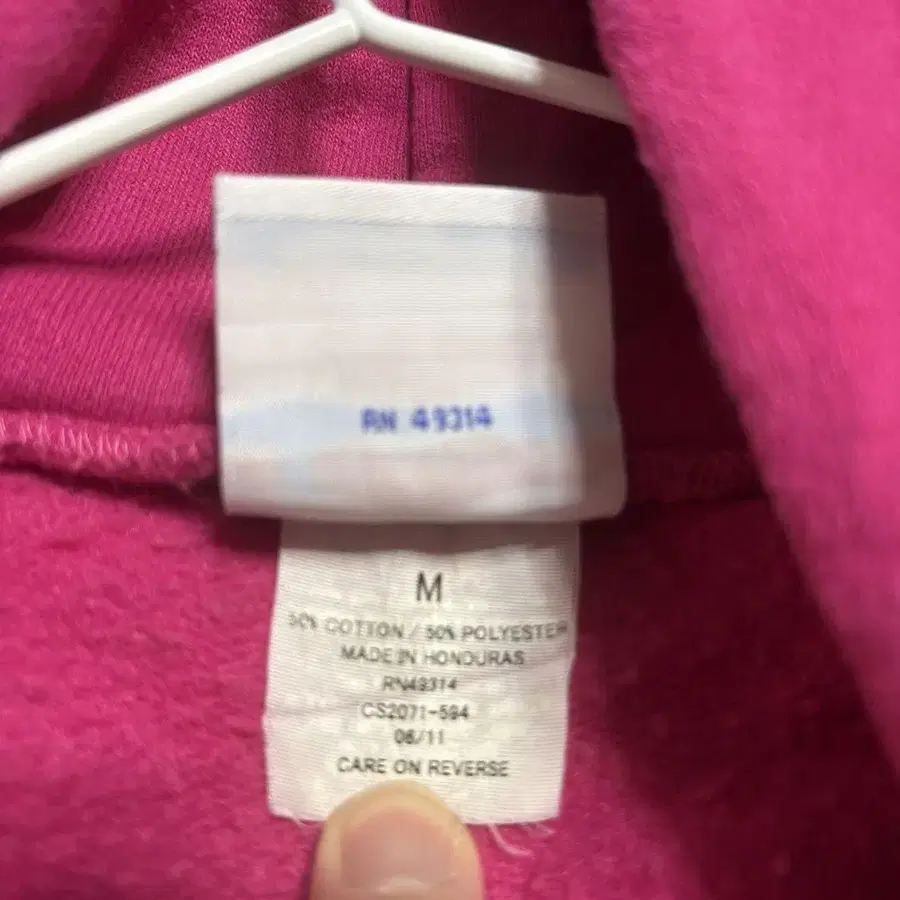 RN 49314
M
50% COTTON / 50% POLYESTER
MADE IN HONDURAS
RN49314
CS2071-594
06/11
CARE ON REVERSE